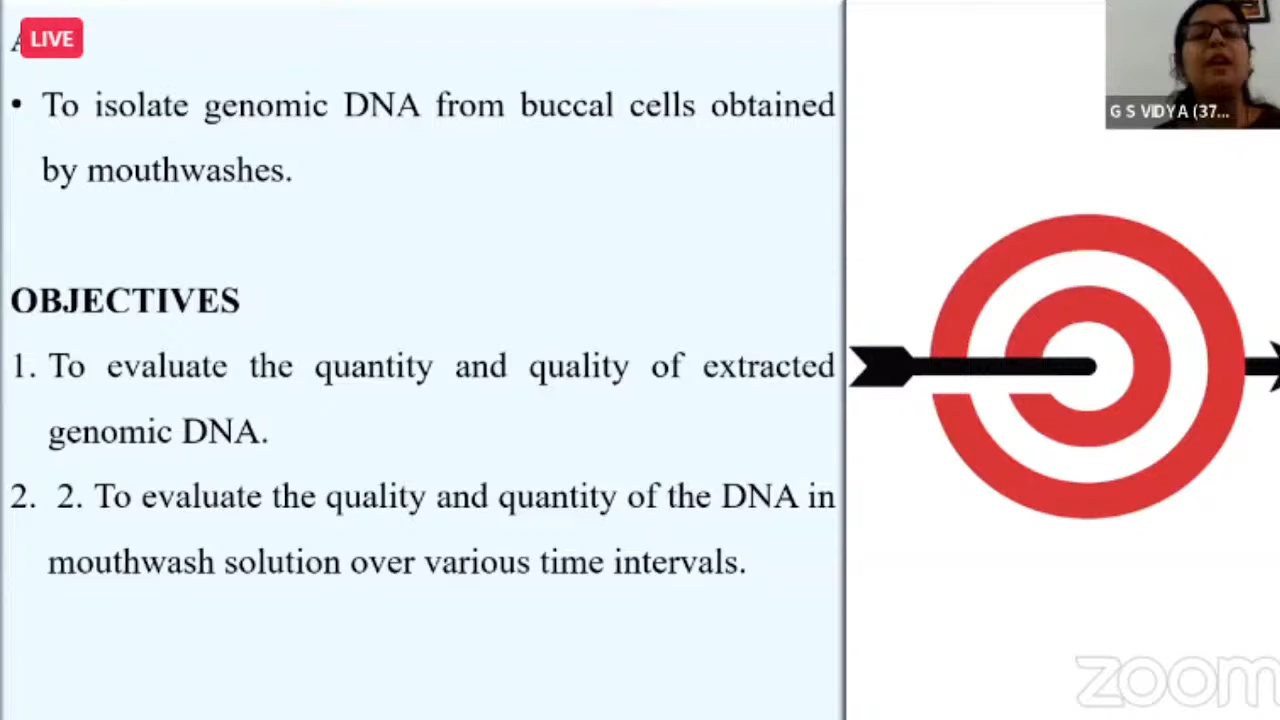 LIVE
• To isolate genomic DNA from buccal cells obtained
by mouthwashes.
OBJECTIVES
1. To evaluate the quantity and quality of extracted
genomic DNA.
2. 2. To evaluate the quality and quantity of the DNA in
mouthwash solution over various time intervals.
G S VIDYA (37...
zoom